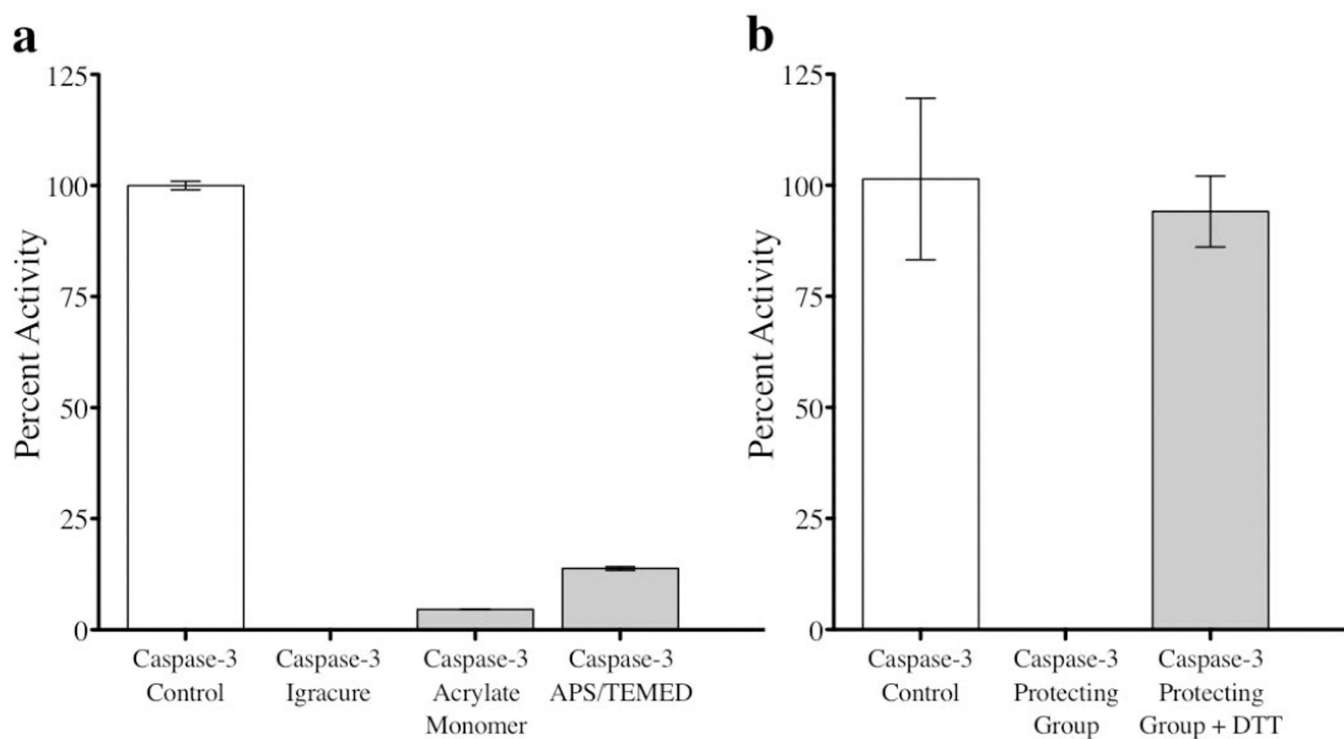 a
Percent Activity
125
100
75
50
25
0
Caspase-3
Control
Caspase-3
Igracure
Caspase-3
Acrylate
Monomer
Caspase-3
APS/TEMED
b
Percent Activity
125
100
75
50
25
0
Caspase-3
Control
Caspase-3
Protecting
Group
Caspase-3
Protecting
Group + DTT